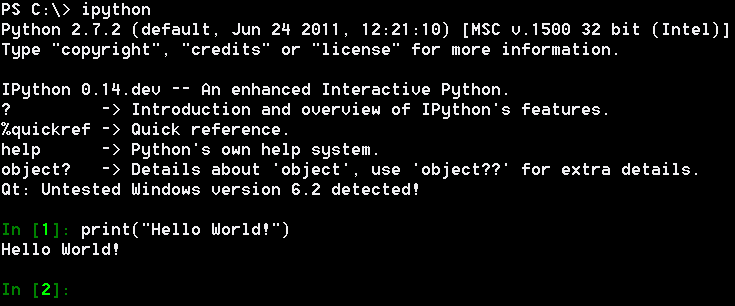 PS C:\> ipython
Python 2.7.2 (default, Jun 24 2011, 12:21:10) [MSC v.1500 32 bit (Intel)]
Type "copyright", "credits" or "license" for more information.
IPython 0.14.dev -- An enhanced Interactive Python.
?         -> Introduction and overview of IPython's features.
%quickref -> Quick reference.
help      -> Python's own help system.
object?   -> Details about 'object', use 'object??' for extra details.
Qt: Untested Windows version 6.2 detected!
In [1]: print("Hello World!")
Hello World!
In [2]: